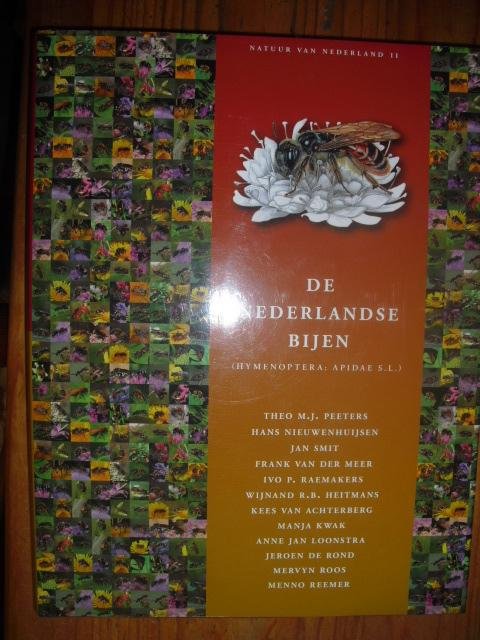 NATUUR VAN NEDERLAND 11
DE
NEDERLANDSE
BIJEN
(HYMENOPTERA: APIDAE S.L.)
THEO M.J. PEETERS
HANS NIEUWENHUIJSEN
JAN SMIT
FRANK VAN DER MEER
IVO P. RAEMAKERS
WIJNAND R.B. HEITMANS
KEES VAN ACHTERBERG
MANJA KWAK
ANNE JAN LOONSTRA
JEROEN DE ROND
MERVYN ROOS
MENNO REEMER